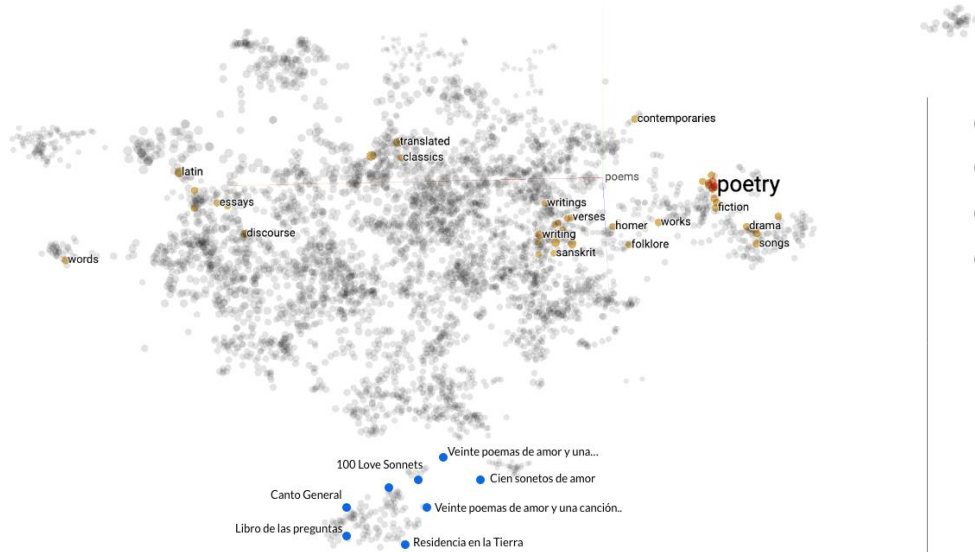 contemporaries
translated
classics
latin
poems
poetry
essays
writings
fiction
verses
homer
works
drama
discourse
writing
folklore
songs
sanskrit
words
Veinte poemas de amor y una...
100 Love Sonnets
Cien sonetos de amor
Canto General
Veinte poemas de amor y una canción..
Libro de las preguntas
Residencia en la Tierra